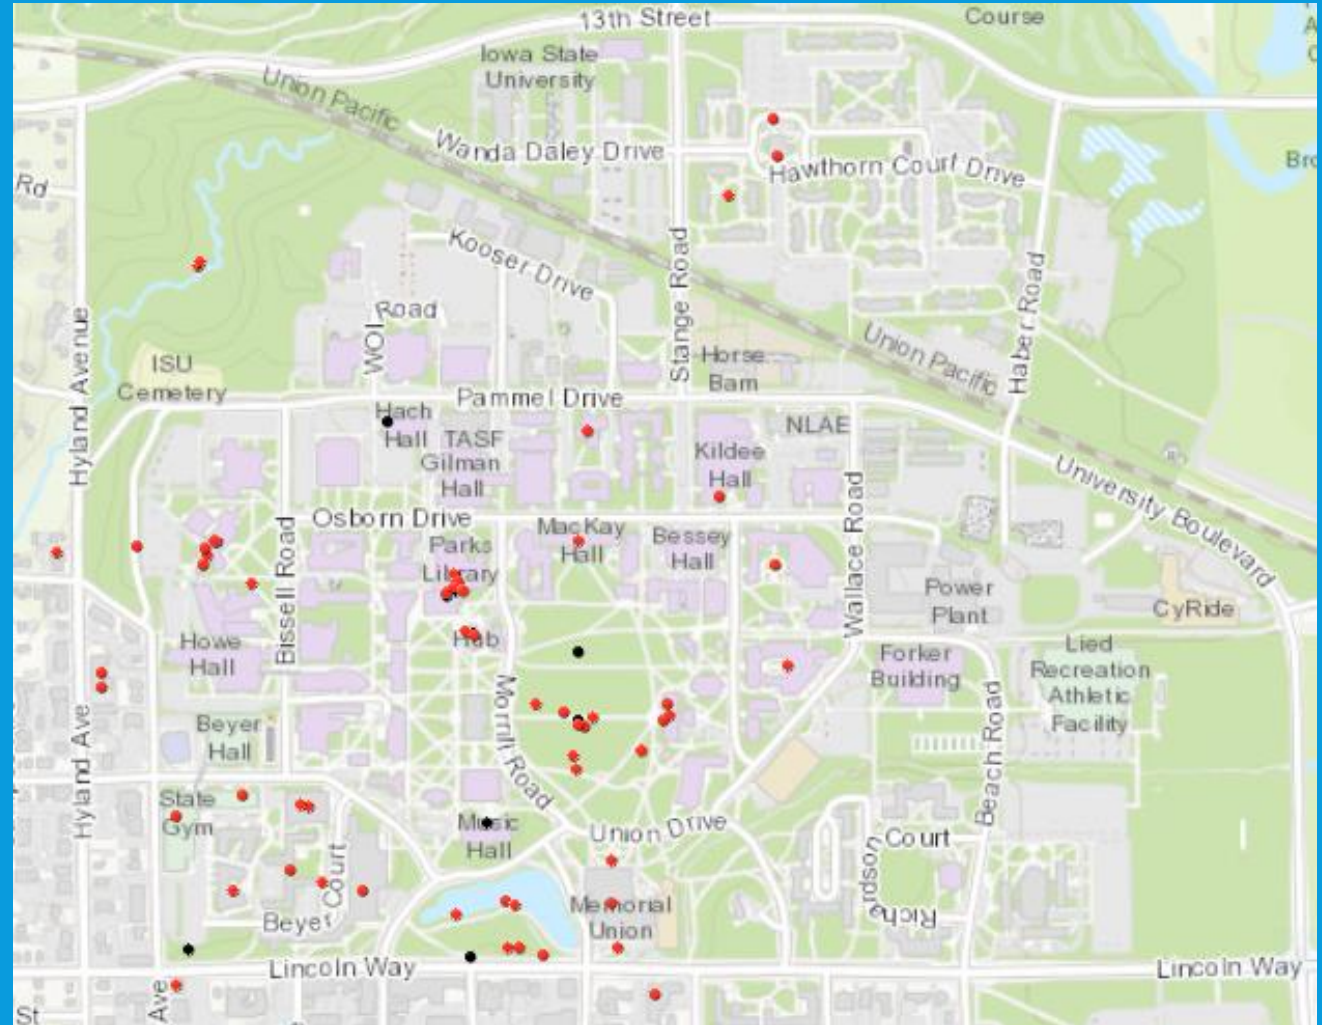 13th Street
Course
Iowa State
University
Union Pacific
Wanda Daley Drive
Hawthorn Court Drive
Rd
Kooser Drive
Stange Road
Haber Road
Road
WOI
Hyland Avenue
Union Pacific
ISU
Cemetery
Horse
Barn
Pammel Drive
Hach
Hall
TASF
Gilman
Hall
NLAE
Kildee
Hall
University Boulevard
Osborn Drive
MacKay
Hall
Bessey
Hall
Wallace Road
Parks
Library
Bissell Road
Power
Plant
CyRide
Howe
Hall
Hub
Forker
Building
Lied
Recreation
Athletic
Facility
Morrill Road
Beach Road
Hyland Ave
Beyer
Hall
State
Gym
Music
Hall
Union Drive
Court
Richardson
Court
Beyer
Memorial
Union
Lincoln Way
Lincoln Way
Ave
St